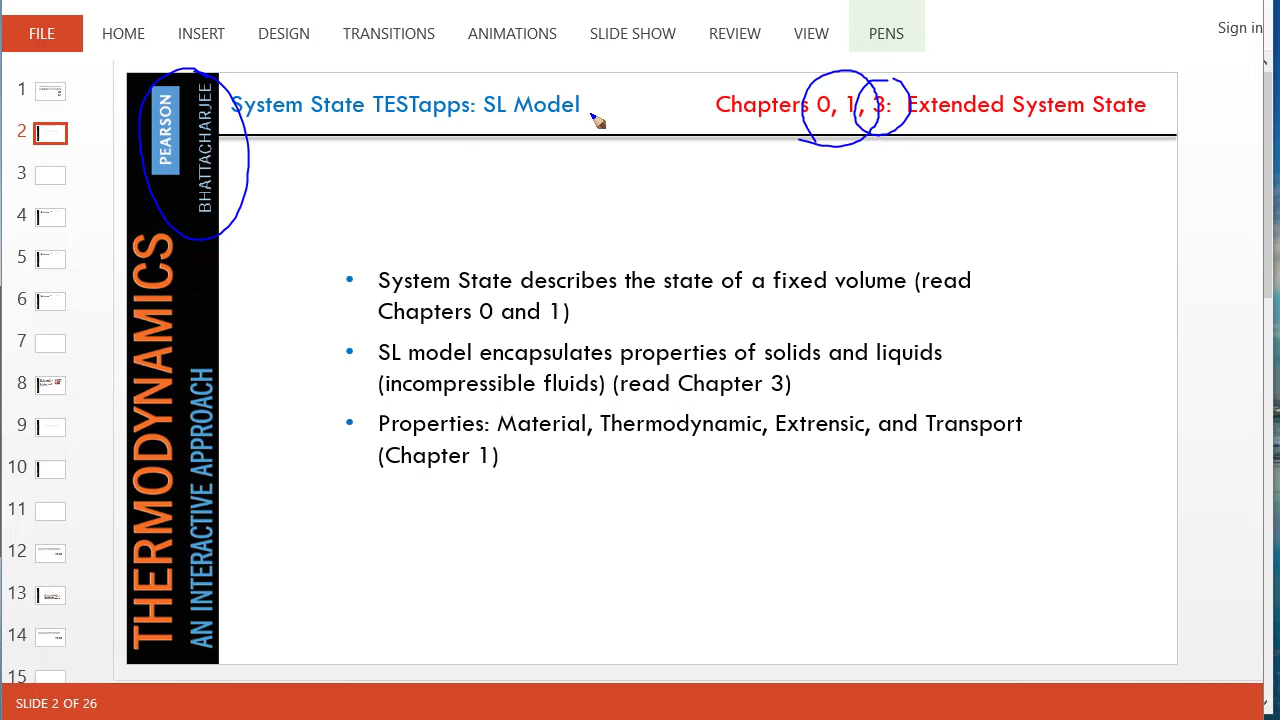 FILE HOME INSERT DESIGN TRANSITIONS ANIMATIONS SLIDE SHOW REVIEW VIEW PENS Sign in
1
2
3
4
5
6
7
8
9
10
11
12
13
14
15
PEARSON
BHATTACHARJEE
THERMODYNAMICS
AN INTERACTIVE APPROACH
System State TESTapps: SL Model Chapters 0, 1, 3: Extended System State
• System State describes the state of a fixed volume (read
Chapters 0 and 1)
• SL model encapsulates properties of solids and liquids
(incompressible fluids) (read Chapter 3)
• Properties: Material, Thermodynamic, Extrensic, and Transport
(Chapter 1)
SLIDE 2 OF 26